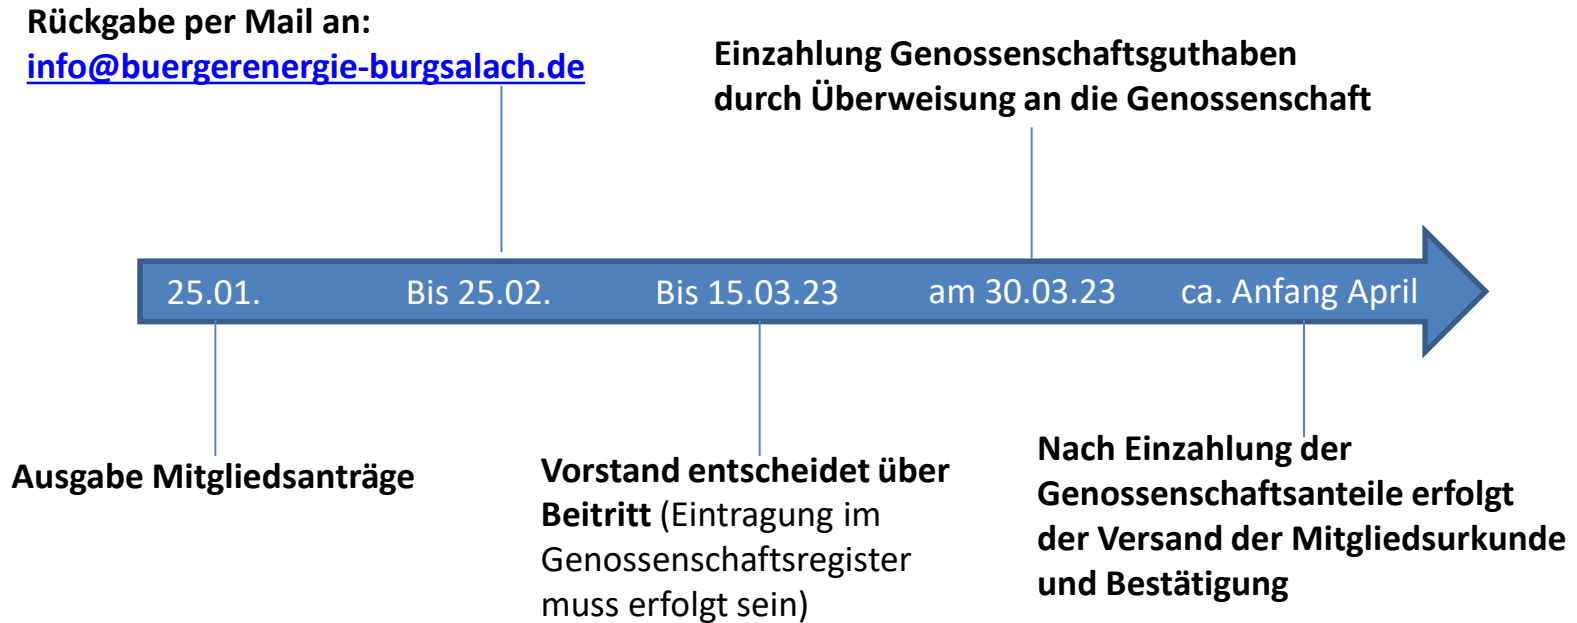 Rückgabe per Mail an:
info@buergerenergie-burgsalach.de
Einzahlung Genossenschaftsguthaben
durch Überweisung an die Genossenschaft
25.01.
Bis 25.02.
Bis 15.03.23
am 30.03.23
ca. Anfang April
Ausgabe Mitgliedsanträge
Vorstand entscheidet über
Beitritt (Eintragung im
Genossenschaftsregister
muss erfolgt sein)
Nach Einzahlung der
Genossenschaftsanteile erfolgt
der Versand der Mitgliedsurkunde
und Bestätigung